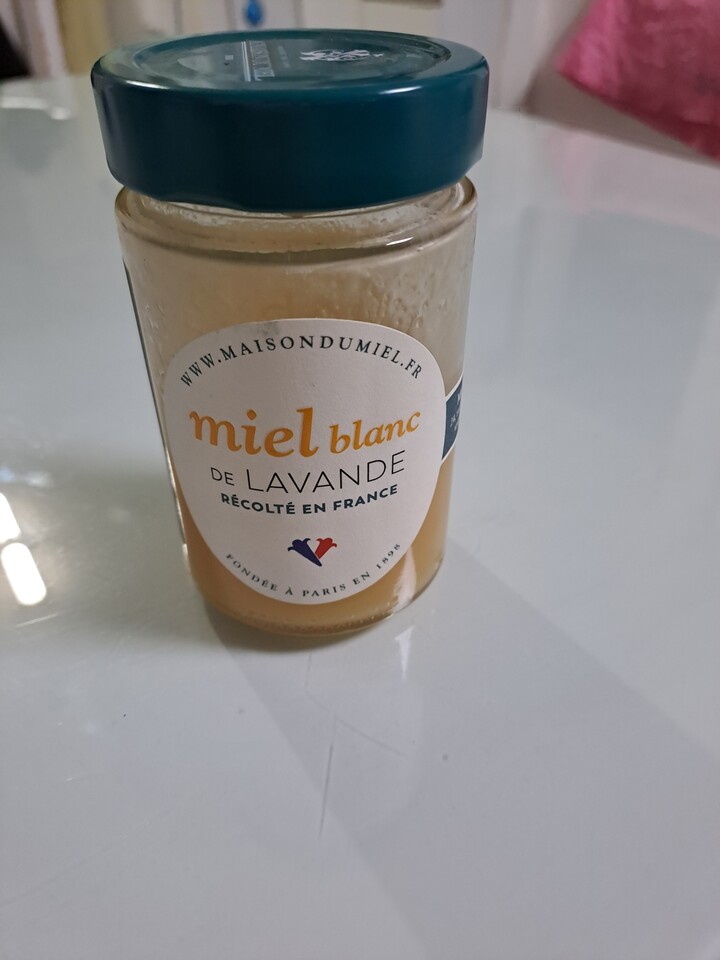 WWW.MAISONDUMIEL.FR
miel blanc
DE LAVANDE
RÉCOLTÉ EN FRANCE
FONDÉE À PARIS EN 1898